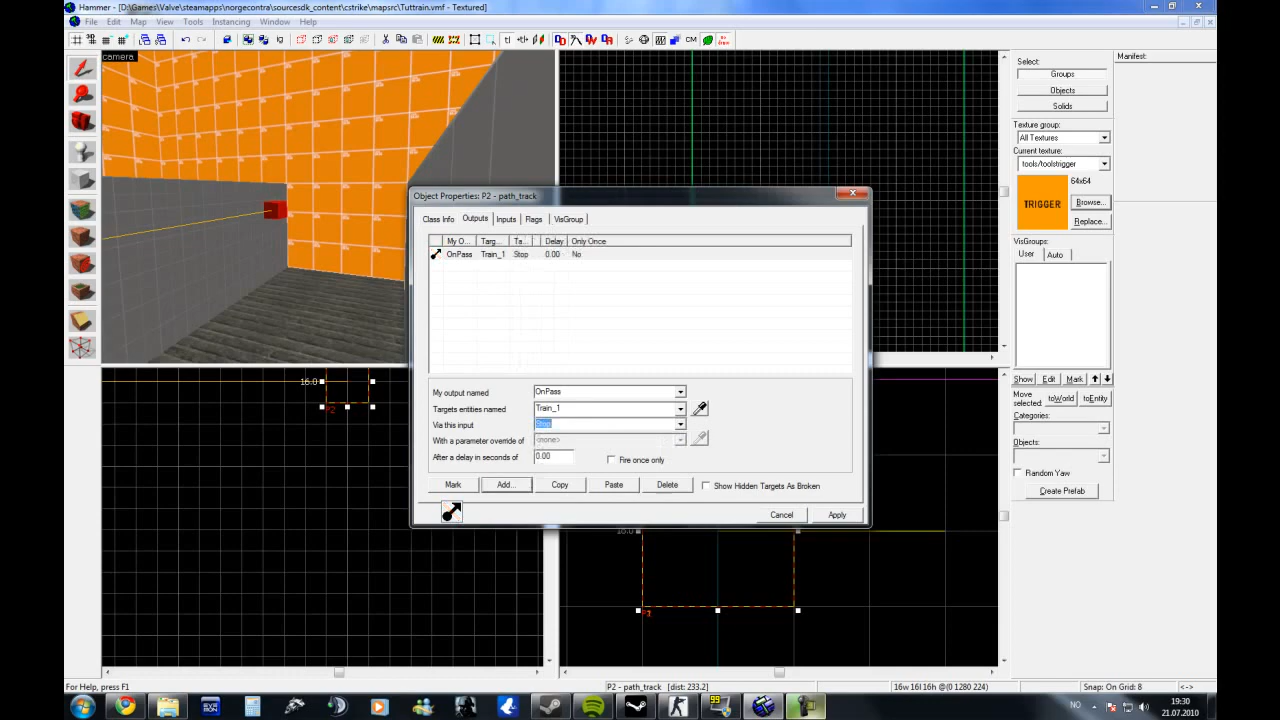 Hammer - [D:\Games\Valve\steamapps\norgecontra\sourcesdk_content\cstrike\mapsrc\Tuttrain.vmf - Textured]
File Edit Map View Tools Instancing Window Help
camera
Select:
Groups
Objects
Solids
Texture group:
All Textures
Current texture:
tools/toolstrigger
TRIGGER
64x64
Browse...
Replace...
VisGroups:
User Auto
Show Edit Mark
Move selected:
toWorld toEntity
Categories:
Objects:
Random Yaw
Create Prefab
Manifest:
Object Properties: P2 - path_track
Class Info Outputs Inputs Flags VisGroup
My O... Targ... Ta... Delay Only Once
OnPass Train_1 Stop 0.00 No
My output named OnPass
Targets entities named Train_1
Via this input Stop
With a parameter override of <none>
After a delay in seconds of 0.00 Fire once only
Mark Add... Copy Paste Delete Show Hidden Targets As Broken
Cancel Apply
16.0
P2
16.0
For Help, press F1
P2 - path_track [dist: 233.2]
16w 16l 16h @(0 1280 224)
Snap: On Grid: 8
<->
99
NO
19:30
21.07.2010